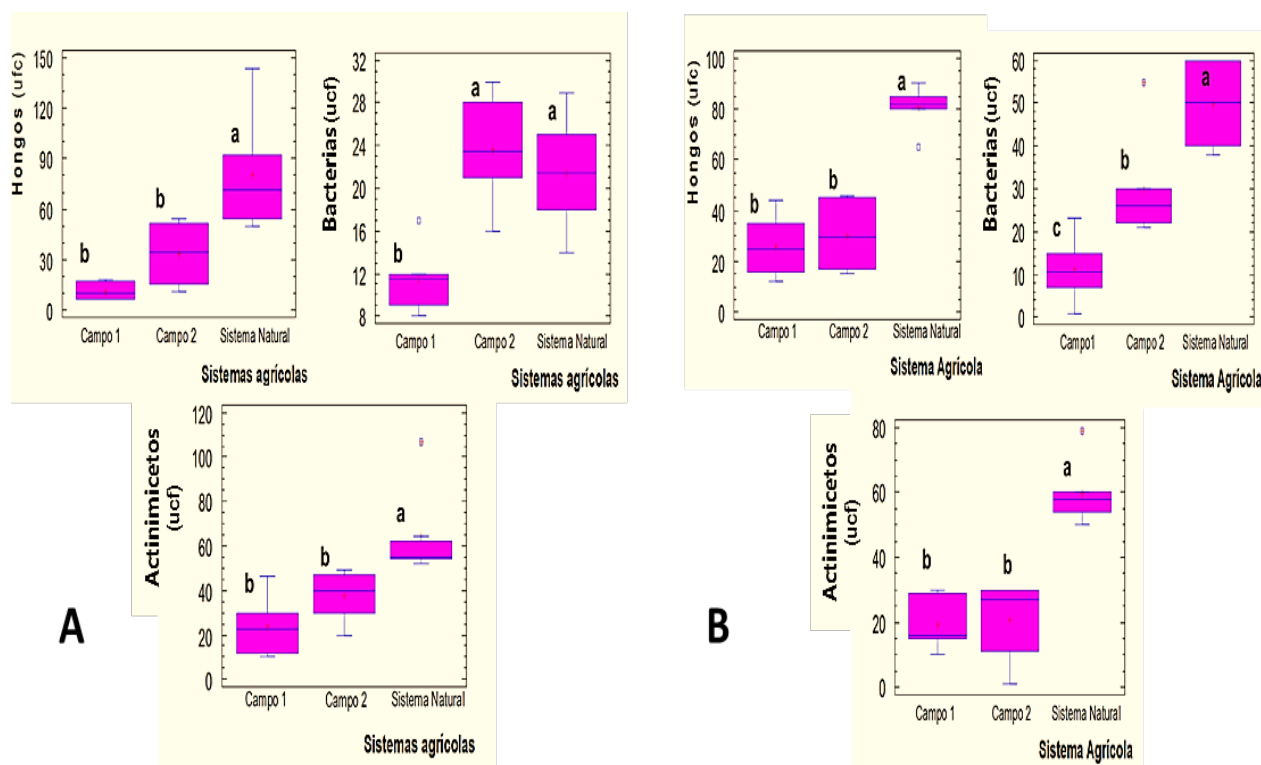 Hongos (ufc)
150
120
90
60
30
0
b
b
a
Campo 1
Campo 2
Sistema Natural
Sistemas agrícolas
Bacterias (ucf)
32
28
24
20
16
12
8
b
a
a
Campo 1
Campo 2
Sistema Natural
Sistemas agrícolas
Actinimicetos
(ucf)
120
100
80
60
40
20
0
b
b
a
Campo 1
Campo 2
Sistema Natural
Sistemas agrícolas
A
Hongos (ufc)
100
80
60
40
20
0
b
b
a
Campo 1
Campo 2
Sistema Natural
Sistema Agrícola
Bacterias (ucf)
60
50
40
30
20
10
0
c
b
a
Campo1
Campo 2
Sistema Natural
Sistema Agrícola
Actinimicetos
(ucf)
80
60
40
20
0
b
b
a
Campo 1
Campo 2
Sistema Natural
Sistema Agrícola
B